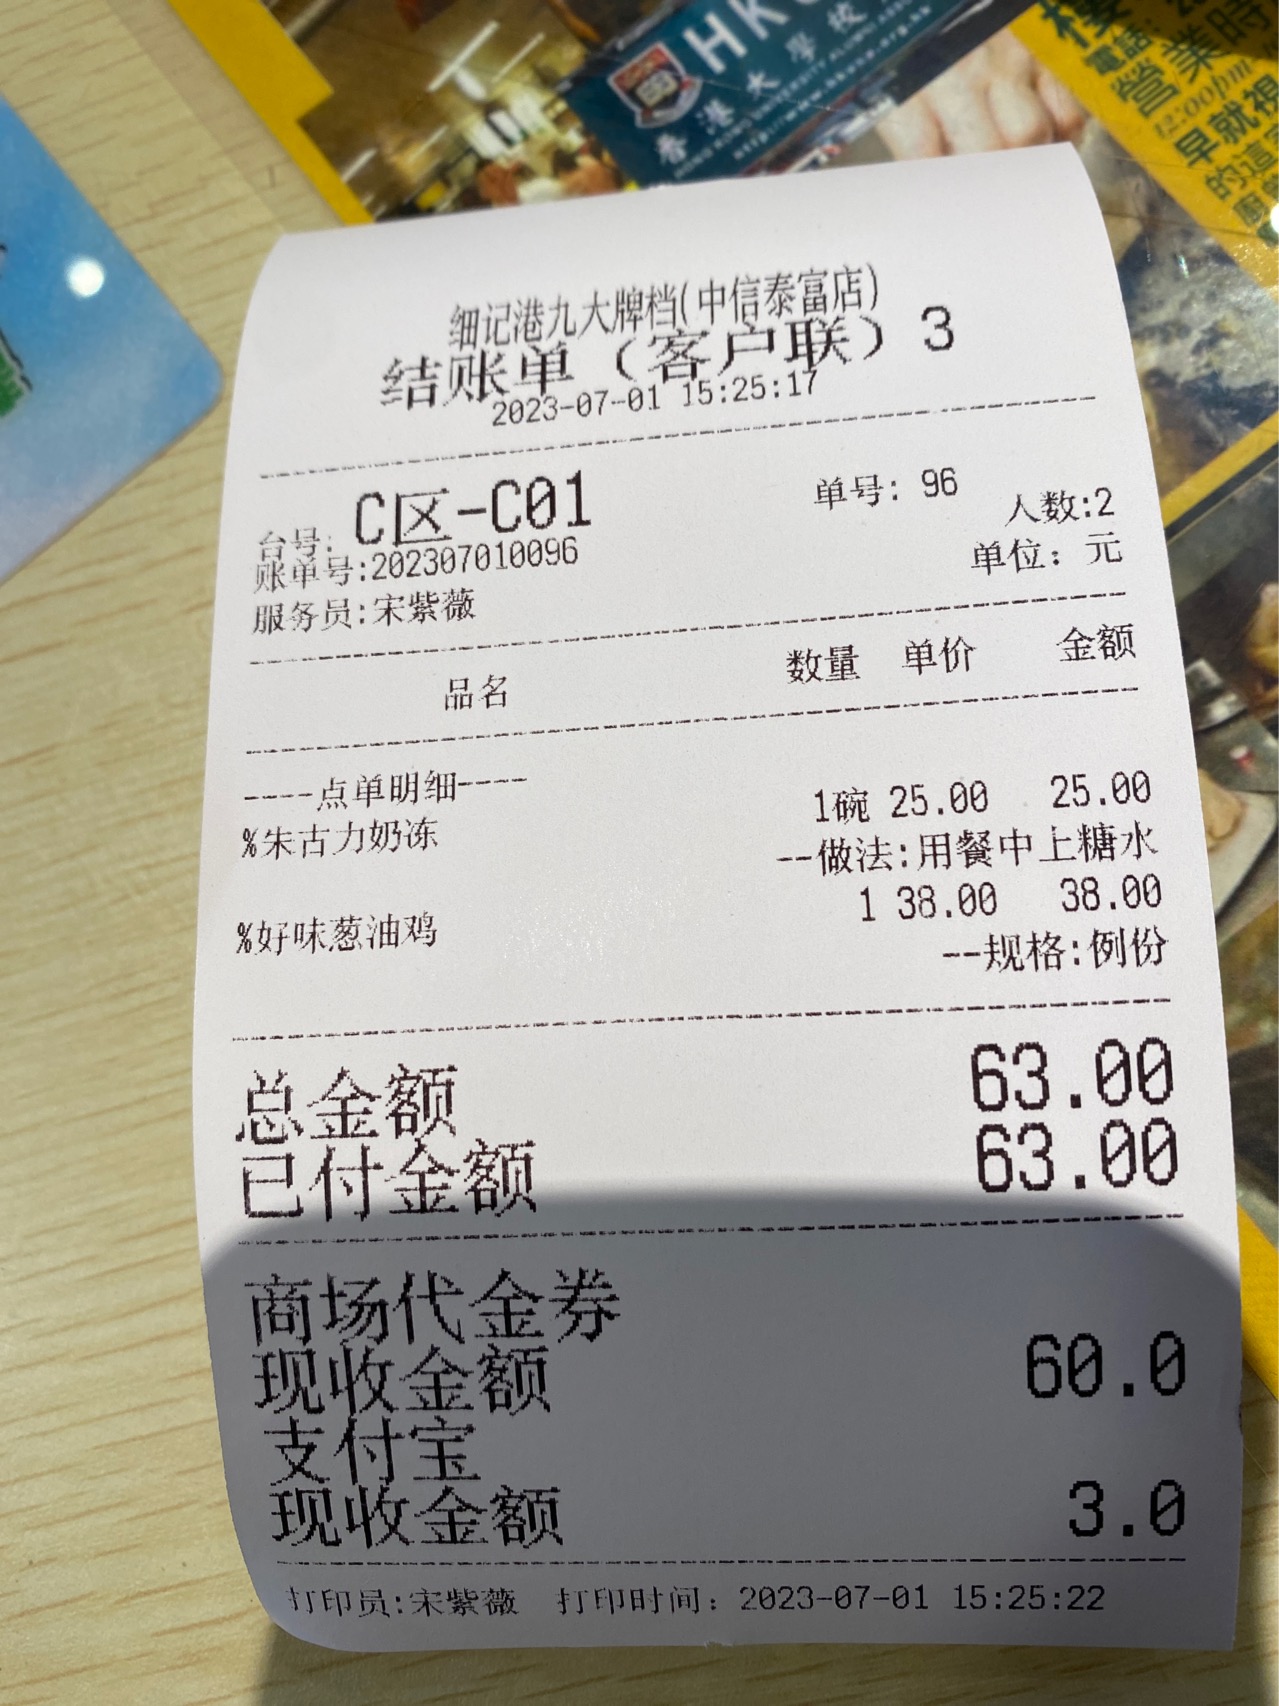 HKU
香港大學校
樓
電話:
營業時
12:00pm
早就視
的這
細记港九大牌档(中信泰富店)
结账单（客户联）3
2023-07-01 15:25:17
台号: C区-C01 单号: 96
人数:2
账单号:202307010096 单位: 元
服务员:宋紫薇
品名 数量 单价 金额
----点单明细----
%朱古力奶冻 1碗 25.00 25.00
--做法:用餐中上糖水
%好味葱油鸡 1 38.00 38.00
--规格:例份
总金额 63.00
已付金额 63.00
商场代金券
现收金额 60.0
支付宝
现收金额 3.0
打印员:宋紫薇 打印时间: 2023-07-01 15:25:22